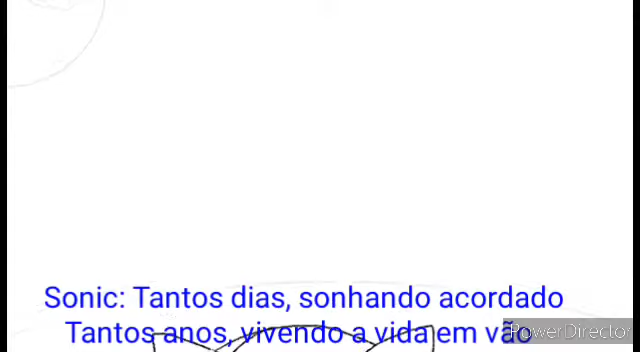 Sonic: Tantos dias, sonhando acordado
Tantos anos, vivendo a vida em vão
PowerDirector